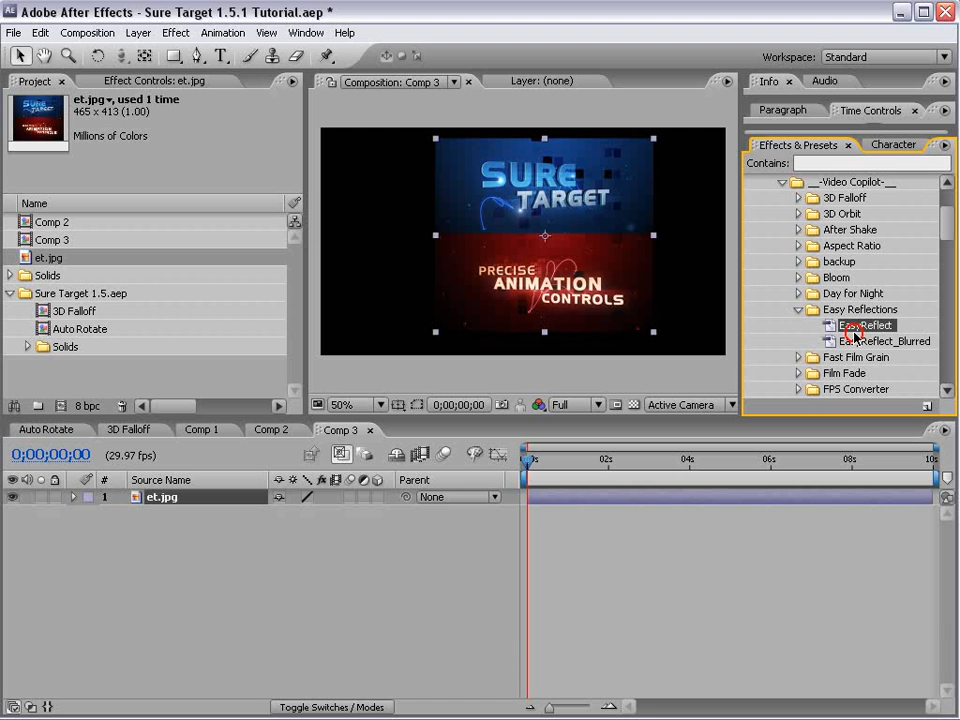 Adobe After Effects - Sure Target 1.5.1 Tutorial.aep *
File Edit Composition Layer Effect Animation View Window Help
Workspace: Standard
Project Effect Controls: et.jpg
Composition: Comp 3 Layer: (none)
Info Audio
et.jpg, used 1 time
465 x 413 (1.00)
Millions of Colors
Paragraph Time Controls
Effects & Presets Character
Contains:
Name
Comp 2
Comp 3
et.jpg
Solids
Sure Target 1.5.aep
3D Falloff
Auto Rotate
Solids
8 bpc
SURE
TARGET
PRECISE
ANIMATION
CONTROLS
50% 0;00;00;00 Full Active Camera
__-Video Copilot-__
3D Falloff
3D Orbit
After Shake
Aspect Ratio
backup
Bloom
Day for Night
Easy Reflections
EasyReflect
EasyReflect_Blurred
Fast Film Grain
Film Fade
FPS Converter
Auto Rotate 3D Falloff Comp 1 Comp 2 Comp 3
0;00;00;00 (29.97 fps)
02s 04s 06s 08s 10s
# Source Name Parent
1 et.jpg None
Toggle Switches / Modes